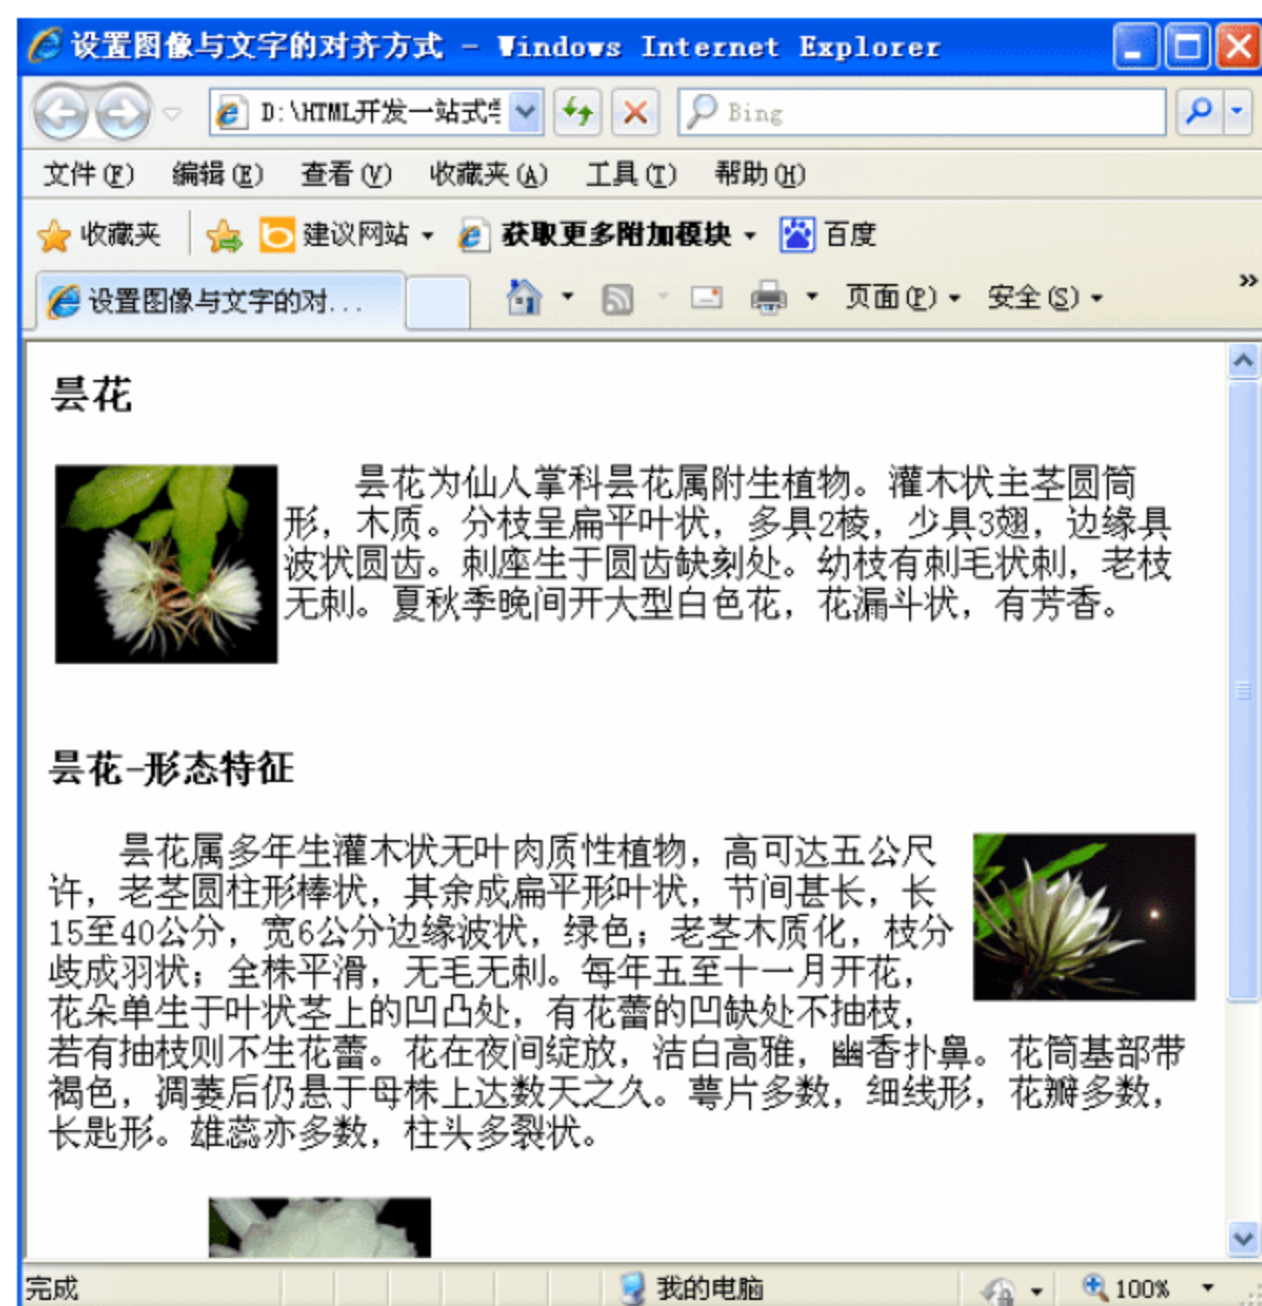 设置图像与文字的对齐方式 - Windows Internet Explorer
D:\HTML开发一站式学
Bing
文件(F) 编辑(E) 查看(V) 收藏夹(A) 工具(T) 帮助(H)
收藏夹 建议网站 获取更多附加模块 百度
设置图像与文字的对... 页面(P) 安全(S) »
昙花
昙花为仙人掌科昙花属附生植物。灌木状主茎圆筒
形，木质。分枝呈扁平叶状，多具2棱，少具3翅，边缘具
波状圆齿。刺座生于圆齿缺刻处。幼枝有刺毛状刺，老枝
无刺。夏秋季晚间开大型白色花，花漏斗状，有芳香。
昙花-形态特征
昙花属多年生灌木状无叶肉质性植物，高可达五公尺
许，老茎圆柱形棒状，其余成扁平形叶状，节间甚长，长
15至40公分，宽6公分边缘波状，绿色；老茎木质化，枝分
歧成羽状；全株平滑，无毛无刺。每年五至十一月开花，
花朵单生于叶状茎上的凹凸处，有花蕾的凹缺处不抽枝，
若有抽枝则不生花蕾。花在夜间绽放，洁白高雅，幽香扑鼻。花筒基部带
褐色，凋萎后仍悬于母株上达数天之久。萼片多数，细线形，花瓣多数，
长匙形。雄蕊亦多数，柱头多裂状。
完成 我的电脑 100%